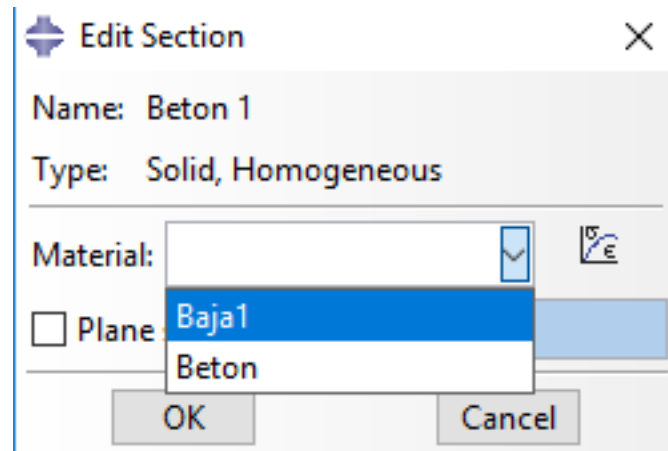 Edit Section
Name: Beton 1
Type: Solid, Homogeneous
Material:
σ
ε
Baja1
Plane
Beton
OK Cancel